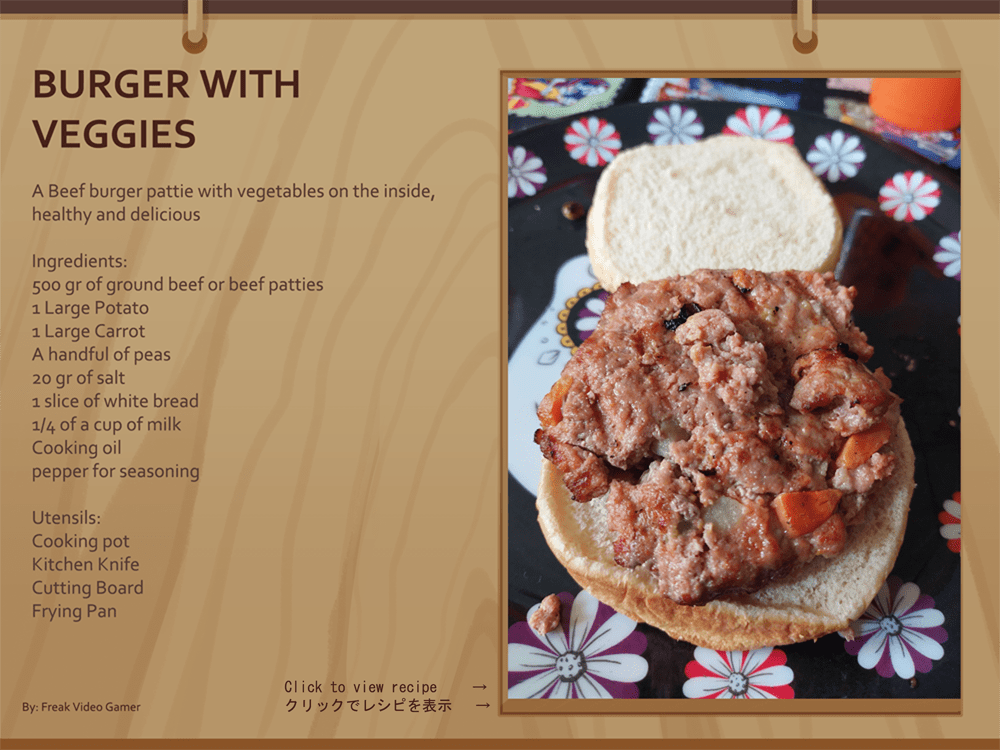 BURGER WITH
VEGGIES
A Beef burger pattie with vegetables on the inside,
healthy and delicious
Ingredients:
500 gr of ground beef or beef patties
1 Large Potato
1 Large Carrot
A handful of peas
20 gr of salt
1 slice of white bread
1/4 of a cup of milk
Cooking oil
pepper for seasoning
Utensils:
Cooking pot
Kitchen Knife
Cutting Board
Frying Pan
Click to view recipe →
クリックでレシピを表示 →
By: Freak Video Gamer